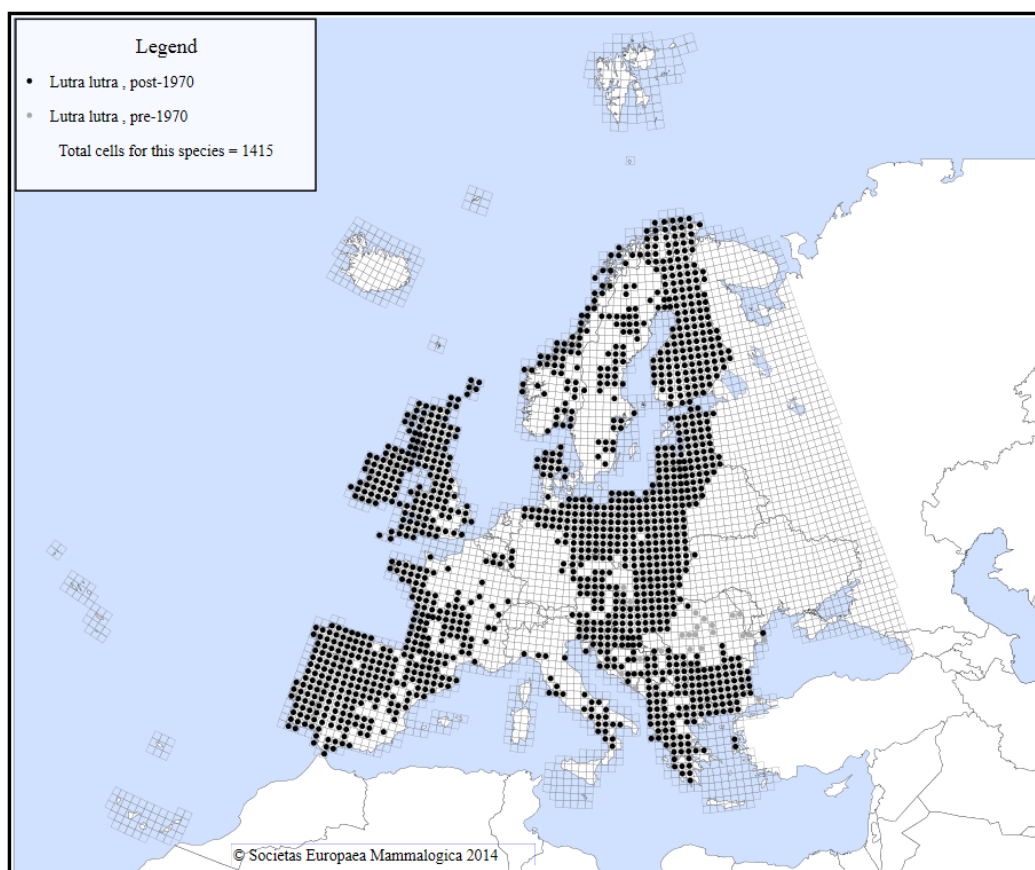 Legend
Lutra lutra , post-1970
Lutra lutra , pre-1970
Total cells for this species = 1415
© Societas Europaea Mammalogica 2014